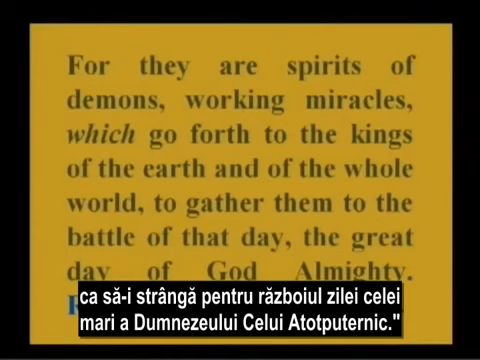 For they are spirits of
demons, working miracles,
which go forth to the kings
of the earth and of the whole
world, to gather them to the
battle of that day, the great
day of God Almighty.
ca să-i strângă pentru războiul zilei celei
mari a Dumnezeului Celui Atotputernic."